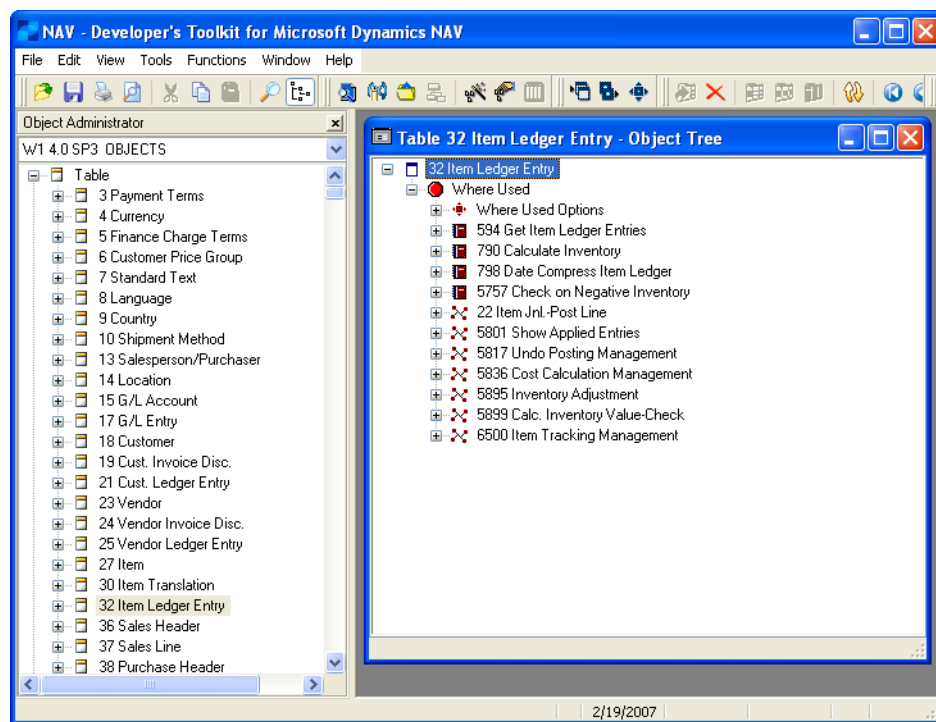 NAV - Developer's Toolkit for Microsoft Dynamics NAV
File Edit View Tools Functions Window Help
Object Administrator
W1 4.0 SP3 OBJECTS
Table
3 Payment Terms
4 Currency
5 Finance Charge Terms
6 Customer Price Group
7 Standard Text
8 Language
9 Country
10 Shipment Method
13 Salesperson/Purchaser
14 Location
15 G/L Account
17 G/L Entry
18 Customer
19 Cust. Invoice Disc.
21 Cust. Ledger Entry
23 Vendor
24 Vendor Invoice Disc.
25 Vendor Ledger Entry
27 Item
30 Item Translation
32 Item Ledger Entry
36 Sales Header
37 Sales Line
38 Purchase Header
Table 32 Item Ledger Entry - Object Tree
32 Item Ledger Entry
Where Used
Where Used Options
594 Get Item Ledger Entries
790 Calculate Inventory
798 Date Compress Item Ledger
5757 Check on Negative Inventory
22 Item Jnl.-Post Line
5801 Show Applied Entries
5817 Undo Posting Management
5836 Cost Calculation Management
5895 Inventory Adjustment
5899 Calc. Inventory Value-Check
6500 Item Tracking Management
2/19/2007